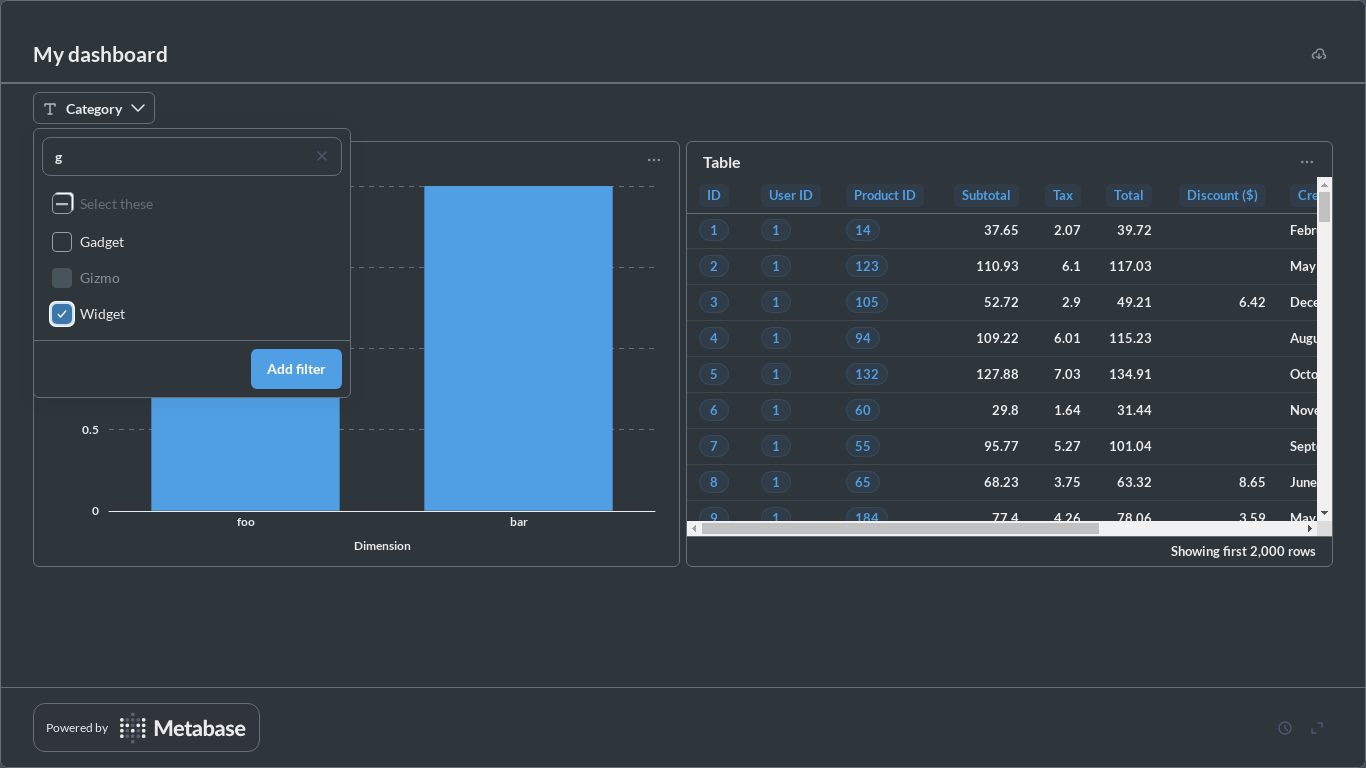 My dashboard
Category
g
Select these
Gadget
Gizmo
Widget
Add filter
0.5
0
foo
bar
Dimension
Table
ID User ID Product ID Subtotal Tax Total Discount ($) Cre
1 1 14 37.65 2.07 39.72 Febr
2 1 123 110.93 6.1 117.03 May
3 1 105 52.72 2.9 49.21 6.42 Dece
4 1 94 109.22 6.01 115.23 Augu
5 1 132 127.88 7.03 134.91 Octo
6 1 60 29.8 1.64 31.44 Nove
7 1 55 95.77 5.27 101.04 Septe
8 1 65 68.23 3.75 63.32 8.65 June
9 1 184 77.4 4.26 78.06 3.59 May
Showing first 2,000 rows
Powered by Metabase